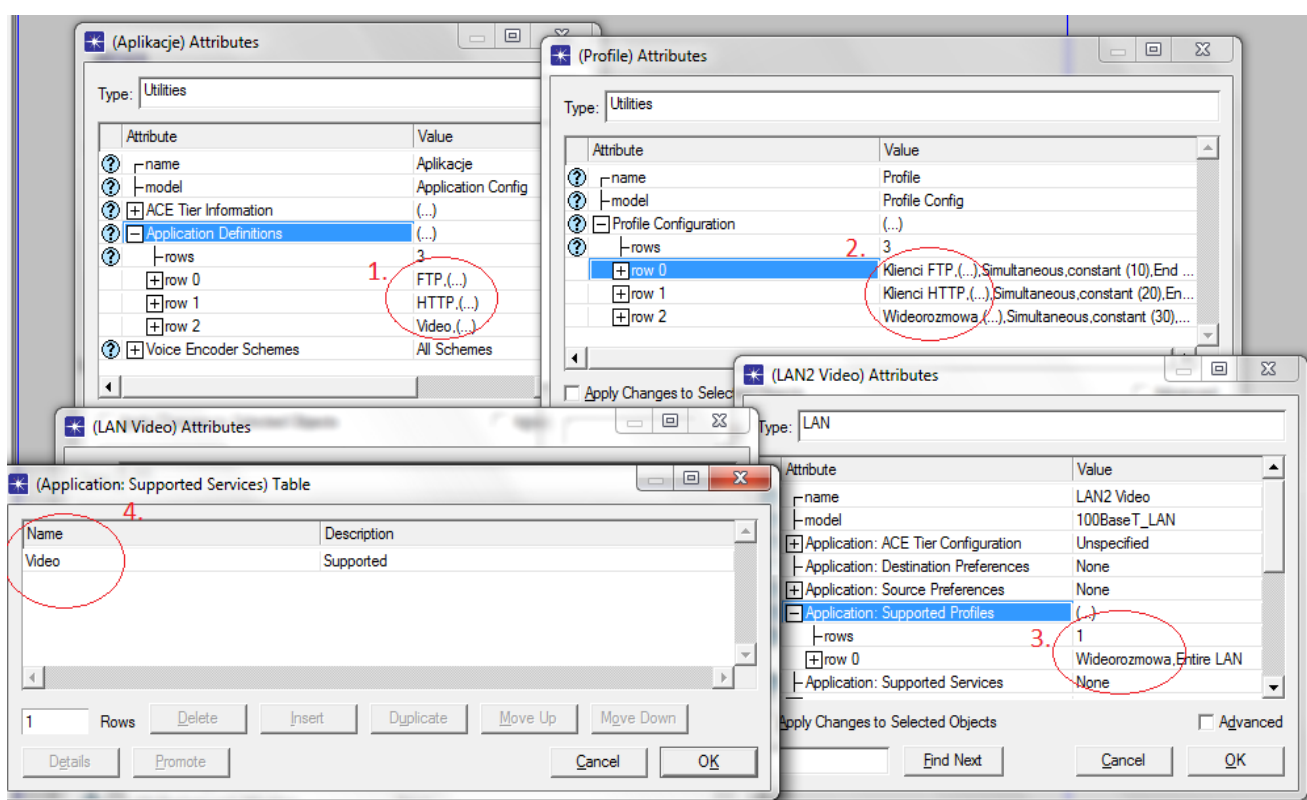 (Aplikacje) Attributes
Type: Utilities
Attribute Value
name Aplikacje
model Application Config
ACE Tier Information (...)
Application Definitions (...)
rows 3
1.
row 0 FTP,(...)
row 1 HTTP,(...)
row 2 Video,(...)
Voice Encoder Schemes All Schemes
(Profile) Attributes
Type: Utilities
Attribute Value
name Profile
model Profile Config
Profile Configuration (...)
rows 3
2.
row 0 Klienci FTP,(...),Simultaneous,constant (10),End ...
row 1 Klienci HTTP,(...),Simultaneous,constant (20),En...
row 2 Wideorozmowa,(...),Simultaneous,constant (30),...
Apply Changes to Selec
(LAN Video) Attributes
(Application: Supported Services) Table
4.
Name Description
Video Supported
1 Rows Delete Insert Duplicate Move Up Move Down
Details Promote Cancel OK
(LAN2 Video) Attributes
Type: LAN
Attribute Value
name LAN2 Video
model 100BaseT_LAN
Application: ACE Tier Configuration Unspecified
Application: Destination Preferences None
Application: Source Preferences None
Application: Supported Profiles (...)
rows 1
3.
row 0 Wideorozmowa,Entire LAN
Application: Supported Services None
Apply Changes to Selected Objects Advanced
Find Next Cancel OK